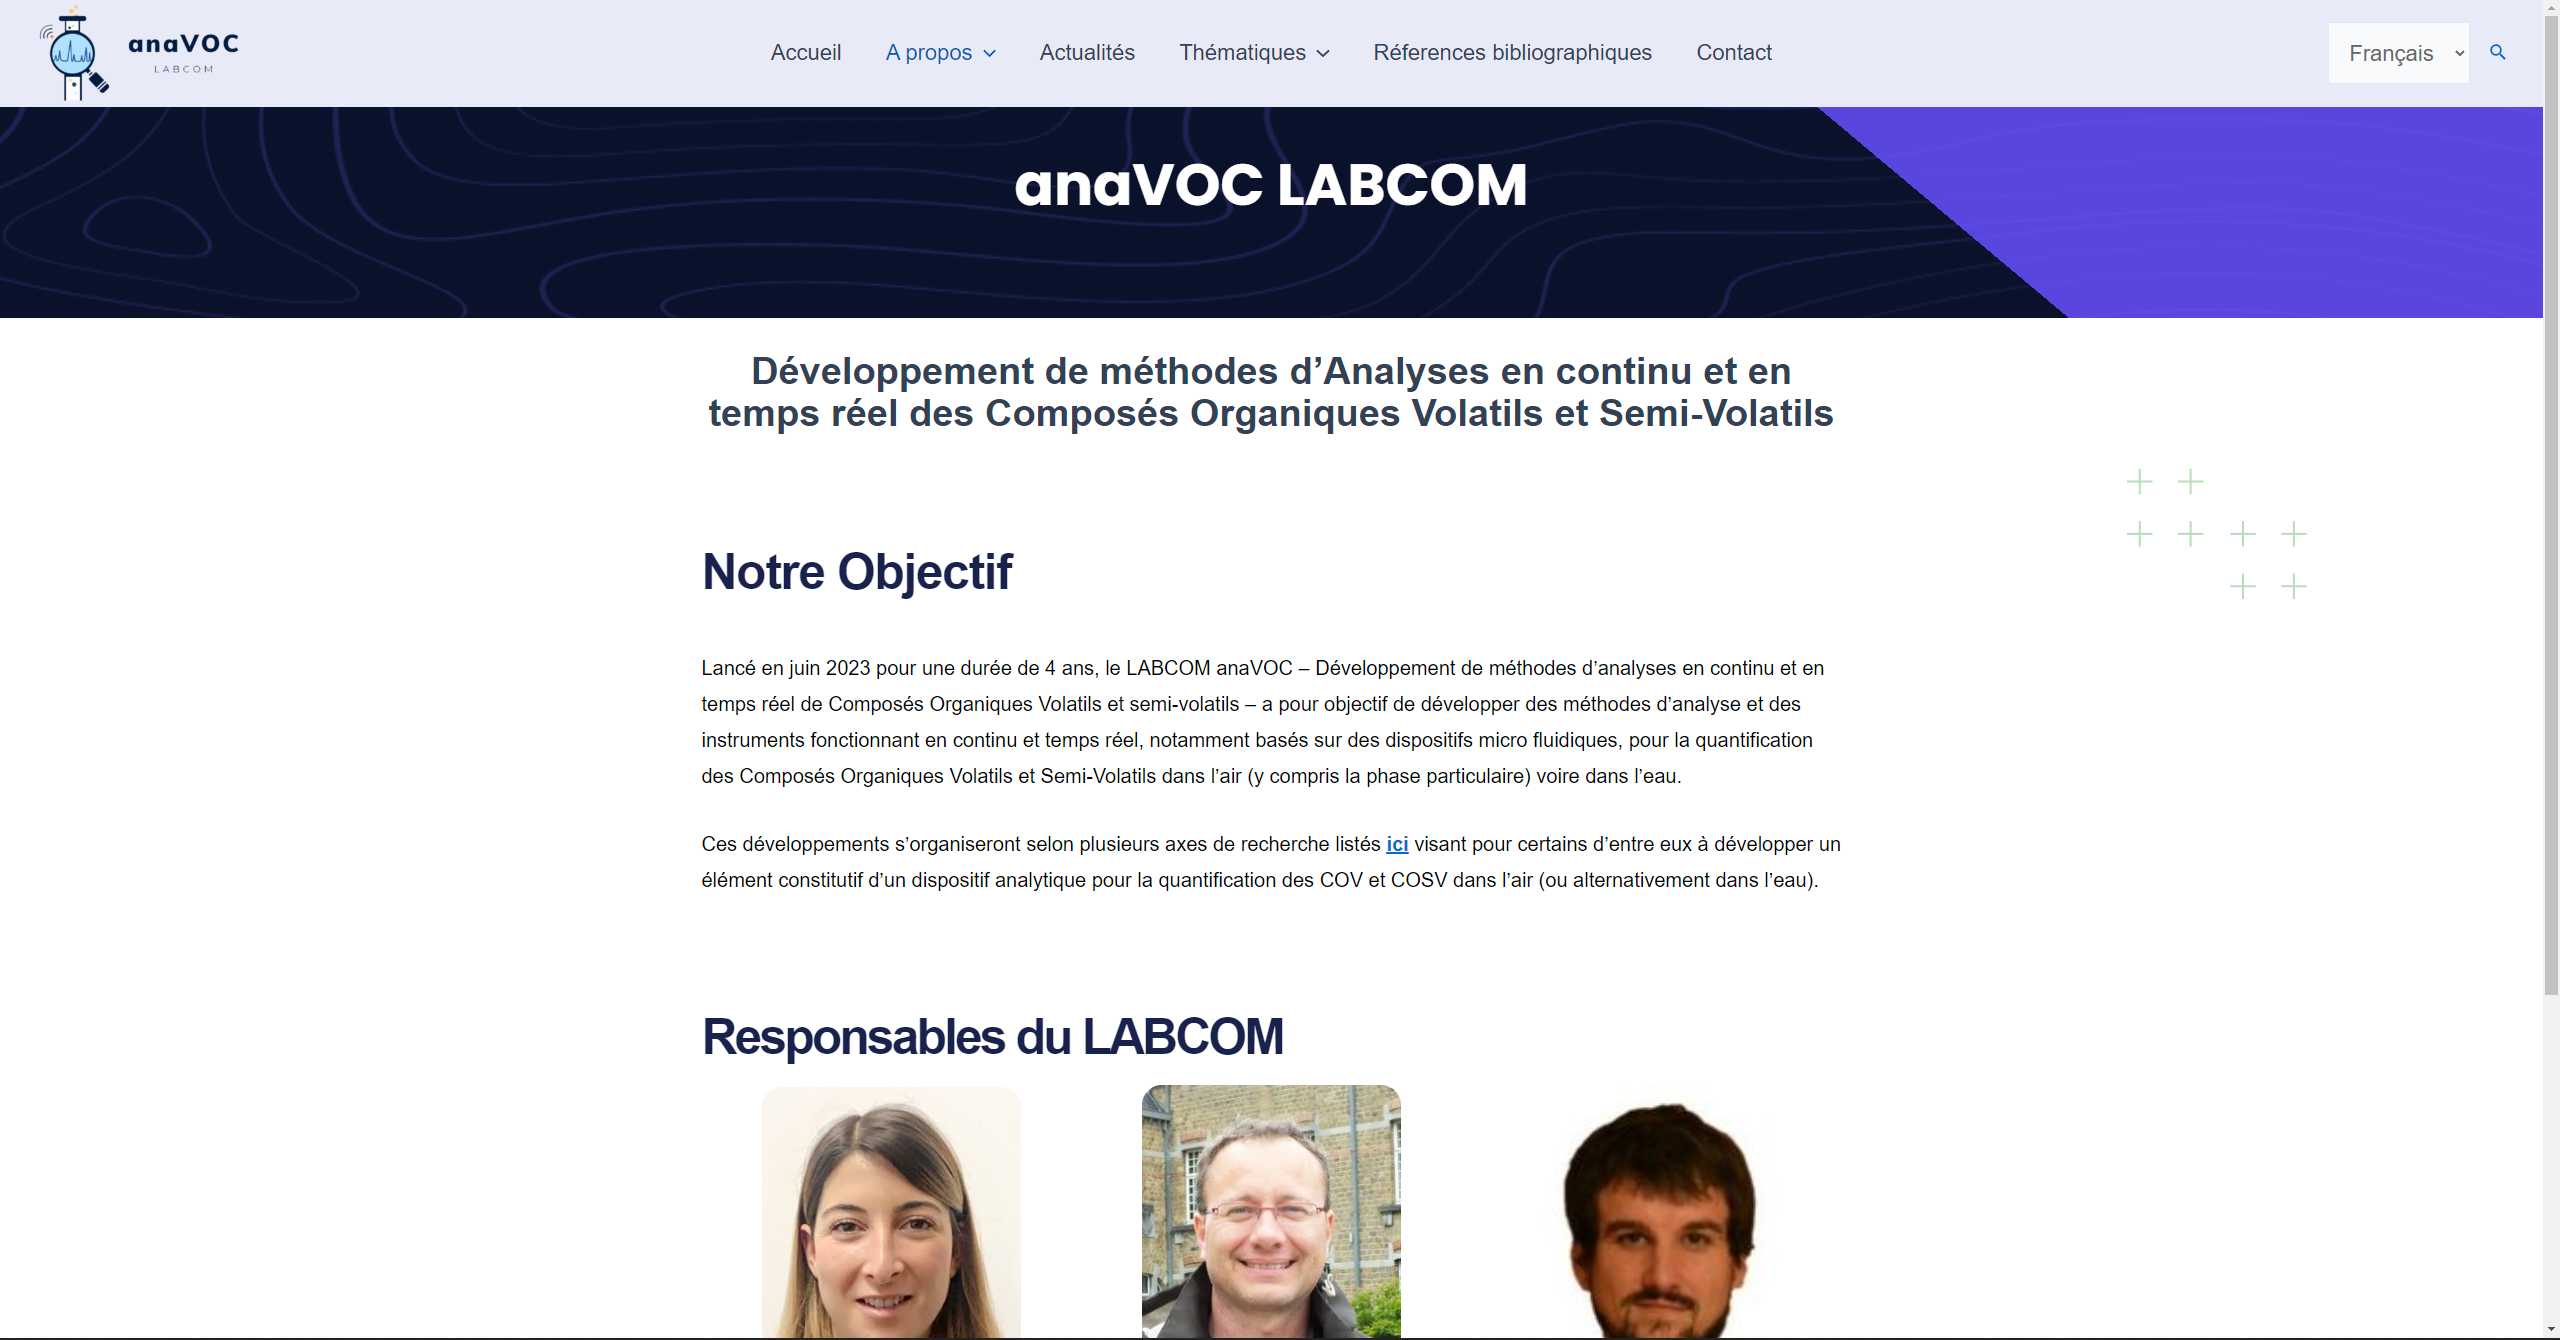 anaVOC
LABCOM
Accueil
A propos
Actualités
Thématiques
Réferences bibliographiques
Contact
Français
anaVOC LABCOM
Développement de méthodes d’Analyses en continu et en
temps réel des Composés Organiques Volatils et Semi-Volatils
Notre Objectif
Lancé en juin 2023 pour une durée de 4 ans, le LABCOM anaVOC – Développement de méthodes d’analyses en continu et en
temps réel de Composés Organiques Volatils et semi-volatils – a pour objectif de développer des méthodes d’analyse et des
instruments fonctionnant en continu et temps réel, notamment basés sur des dispositifs micro fluidiques, pour la quantification
des Composés Organiques Volatils et Semi-Volatils dans l’air (y compris la phase particulaire) voire dans l’eau.
Ces développements s’organiseront selon plusieurs axes de recherche listés ici visant pour certains d’entre eux à développer un
élément constitutif d’un dispositif analytique pour la quantification des COV et COSV dans l’air (ou alternativement dans l’eau).
Responsables du LABCOM